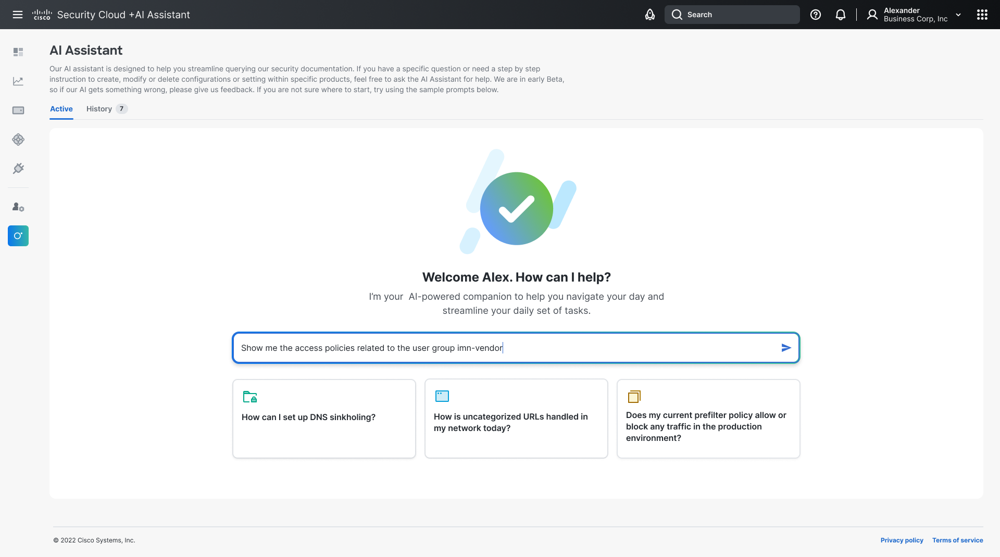 cisco Security Cloud +AI Assistant
Search
Alexander
Business Corp, Inc
AI Assistant
Our AI assistant is designed to help you streamline querying our security documentation. If you have a specific question or need a step by step
instruction to create, modify or delete configurations or setting within specific products, feel free to ask the AI Assistant for help. We are in early Beta,
so if our AI gets something wrong, please give us feedback. If you are not sure where to start, try using the sample prompts below.
Active History 7
Welcome Alex. How can I help?
I'm your AI-powered companion to help you navigate your day and
streamline your daily set of tasks.
Show me the access policies related to the user group imn-vendor
How can I set up DNS sinkholing?
How is uncategorized URLs handled in
my network today?
Does my current prefilter policy allow or
block any traffic in the production
environment?
© 2022 Cisco Systems, Inc.
Privacy policy Terms of service